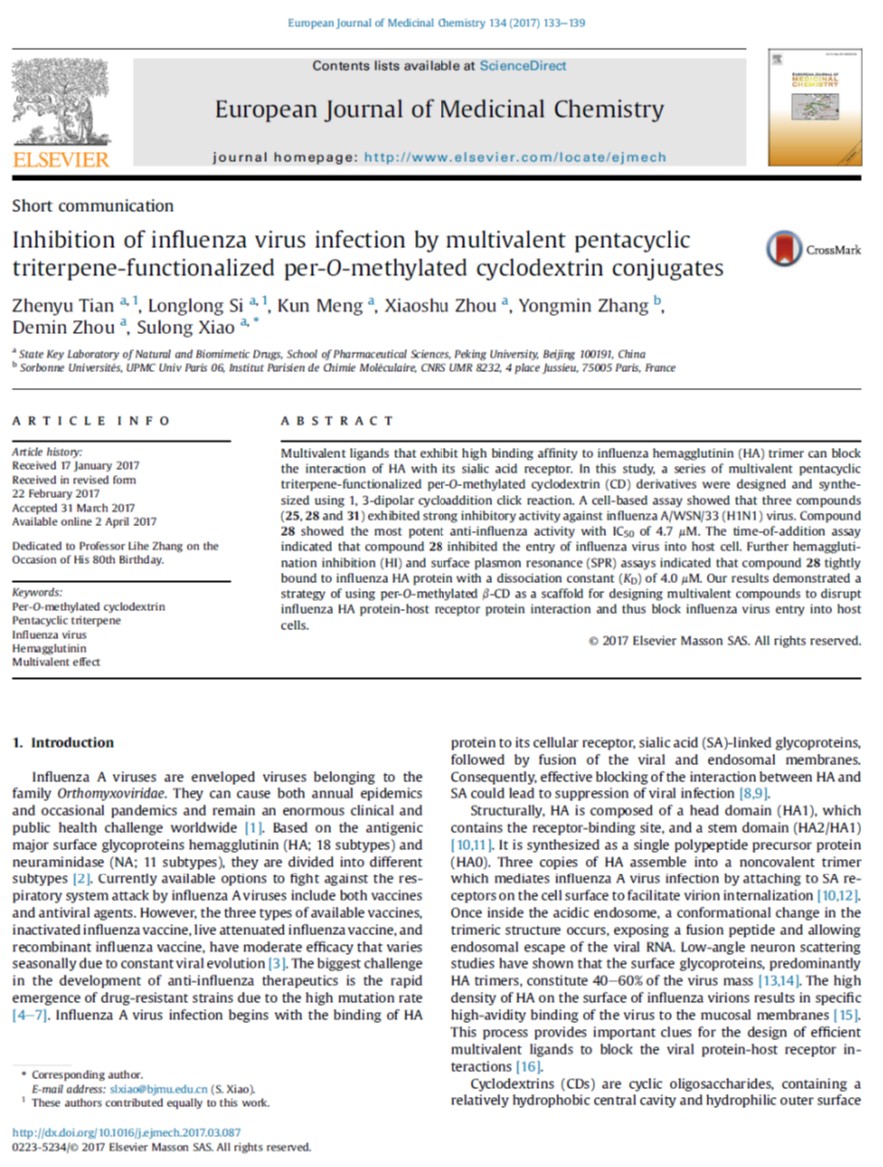 European Journal of Medicinal Chemistry 134 (2017) 133–139
Contents lists available at ScienceDirect
European Journal of Medicinal Chemistry
journal homepage: http://www.elsevier.com/locate/ejmech
ELSEVIER
Short communication
Inhibition of influenza virus infection by multivalent pentacyclic
triterpene-functionalized per-O-methylated cyclodextrin conjugates
CrossMark
Zhenyu Tian a, 1, Longlong Si a, 1, Kun Meng a, Xiaoshu Zhou a, Yongmin Zhang b,
Demin Zhou a, Sulong Xiao a, *
a State Key Laboratory of Natural and Biomimetic Drugs, School of Pharmaceutical Sciences, Peking University, Beijing 100191, China
b Sorbonne Universités, UPMC Univ Paris 06, Institut Parisien de Chimie Moléculaire, CNRS UMR 8232, 4 place Jussieu, 75005 Paris, France
ARTICLE INFO
Article history:
Received 17 January 2017
Received in revised form
22 February 2017
Accepted 31 March 2017
Available online 2 April 2017
Dedicated to Professor Lihe Zhang on the
Occasion of His 80th Birthday.
Keywords:
Per-O-methylated cyclodextrin
Pentacyclic triterpene
Influenza virus
Hemagglutinin
Multivalent effect
ABSTRACT
Multivalent ligands that exhibit high binding affinity to influenza hemagglutinin (HA) trimer can block
the interaction of HA with its sialic acid receptor. In this study, a series of multivalent pentacyclic
triterpene-functionalized per-O-methylated cyclodextrin (CD) derivatives were designed and synthe-
sized using 1, 3-dipolar cycloaddition click reaction. A cell-based assay showed that three compounds
(25, 28 and 31) exhibited strong inhibitory activity against influenza A/WSN/33 (H1N1) virus. Compound
28 showed the most potent anti-influenza activity with IC50 of 4.7 μM. The time-of-addition assay
indicated that compound 28 inhibited the entry of influenza virus into host cell. Further hemaggluti-
nation inhibition (HI) and surface plasmon resonance (SPR) assays indicated that compound 28 tightly
bound to influenza HA protein with a dissociation constant (KD) of 4.0 μM. Our results demonstrated a
strategy of using per-O-methylated β-CD as a scaffold for designing multivalent compounds to disrupt
influenza HA protein-host receptor protein interaction and thus block influenza virus entry into host
cells.
© 2017 Elsevier Masson SAS. All rights reserved.
1. Introduction
Influenza A viruses are enveloped viruses belonging to the
family Orthomyxoviridae. They can cause both annual epidemics
and occasional pandemics and remain an enormous clinical and
public health challenge worldwide [1]. Based on the antigenic
major surface glycoproteins hemagglutinin (HA; 18 subtypes) and
neuraminidase (NA; 11 subtypes), they are divided into different
subtypes [2]. Currently available options to fight against the res-
piratory system attack by influenza A viruses include both vaccines
and antiviral agents. However, the three types of available vaccines,
inactivated influenza vaccine, live attenuated influenza vaccine, and
recombinant influenza vaccine, have moderate efficacy that varies
seasonally due to constant viral evolution [3]. The biggest challenge
in the development of anti-influenza therapeutics is the rapid
emergence of drug-resistant strains due to the high mutation rate
[4–7]. Influenza A virus infection begins with the binding of HA
* Corresponding author.
E-mail address: slxiao@bjmu.edu.cn (S. Xiao).
1 These authors contributed equally to this work.
protein to its cellular receptor, sialic acid (SA)-linked glycoproteins,
followed by fusion of the viral and endosomal membranes.
Consequently, effective blocking of the interaction between HA and
SA could lead to suppression of viral infection [8,9].
Structurally, HA is composed of a head domain (HA1), which
contains the receptor-binding site, and a stem domain (HA2/HA1)
[10,11]. It is synthesized as a single polypeptide precursor protein
(HA0). Three copies of HA assemble into a noncovalent trimer
which mediates influenza A virus infection by attaching to SA re-
ceptors on the cell surface to facilitate virion internalization [10,12].
Once inside the acidic endosome, a conformational change in the
trimeric structure occurs, exposing a fusion peptide and allowing
endosomal escape of the viral RNA. Low-angle neutron scattering
studies have shown that the surface glycoproteins, predominantly
HA trimers, constitute 40–60% of the virus mass [13,14]. The high
density of HA on the surface of influenza virions results in specific
high-avidity binding of the virus to the mucosal membranes [15].
This process provides important clues for the design of efficient
multivalent ligands to block the viral protein-host receptor in-
teractions [16].
Cyclodextrins (CDs) are cyclic oligosaccharides, containing a
relatively hydrophobic central cavity and hydrophilic outer surface
http://dx.doi.org/10.1016/j.ejmech.2017.03.087
0223-5234/© 2017 Elsevier Masson SAS. All rights reserved.